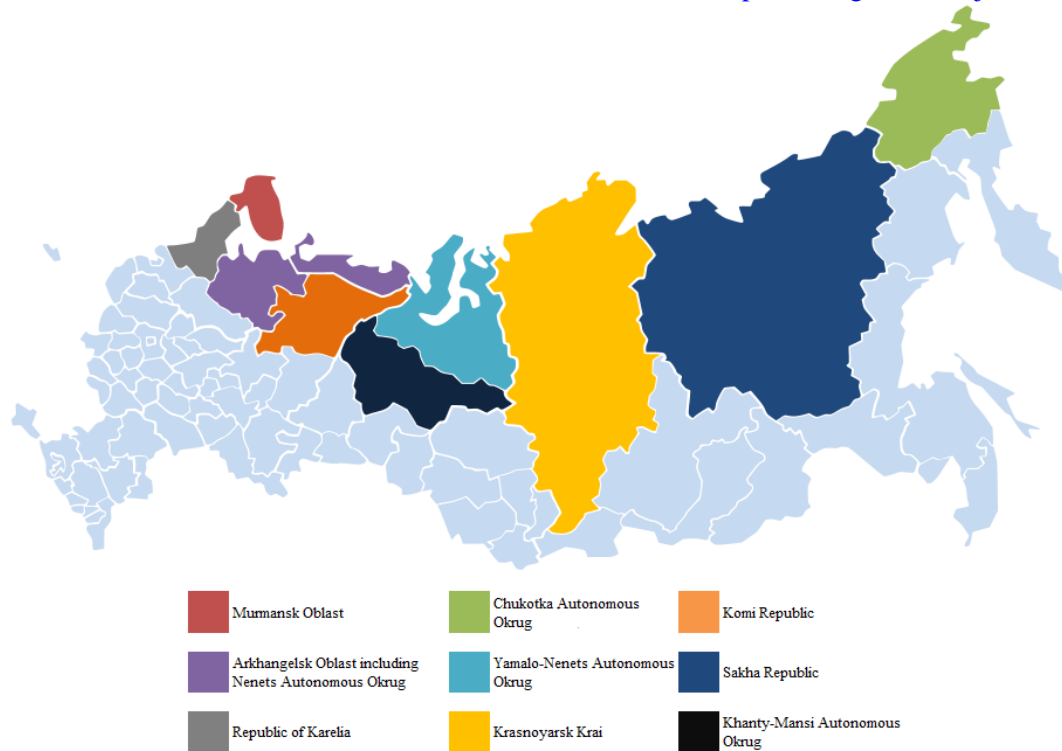 Murmansk Oblast
Chukotka Autonomous
Okrug
Komi Republic
Arkhangelsk Oblast including
Nenets Autonomous Okrug
Yamalo-Nenets Autonomous
Okrug
Sakha Republic
Republic of Karelia
Krasnoyarsk Krai
Khanty-Mansi Autonomous
Okrug